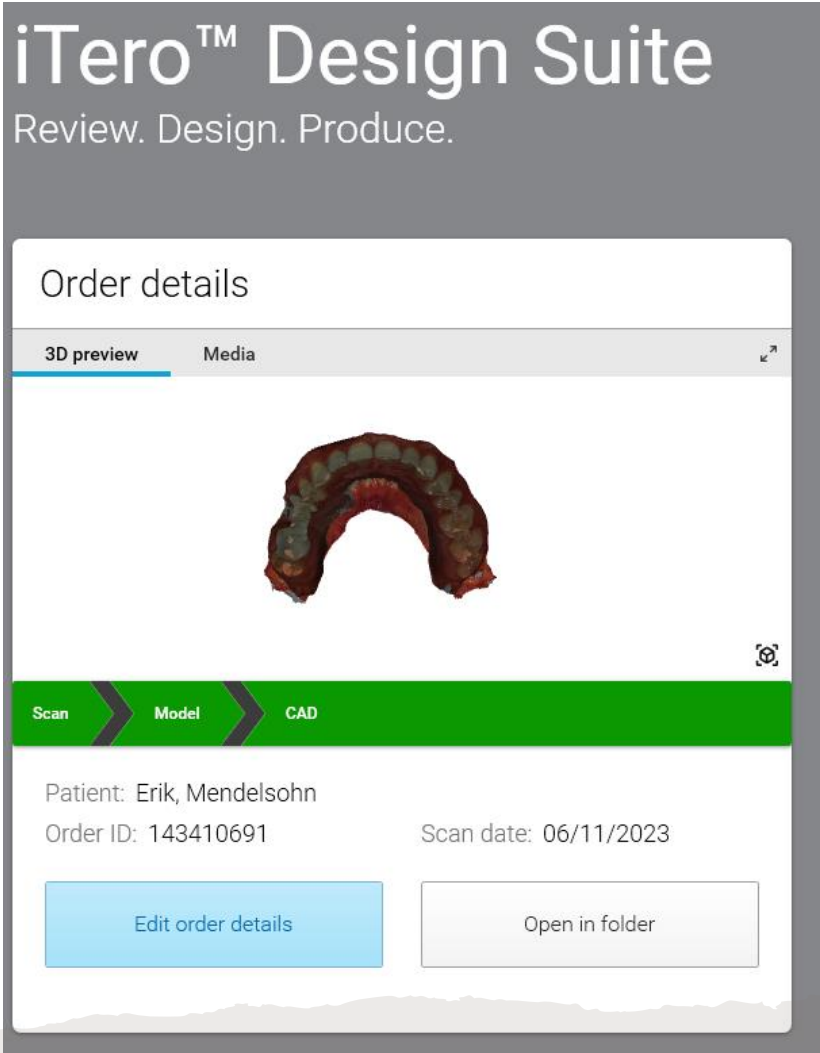 iTero™ Design Suite
Review. Design. Produce.
Order details
3D preview Media
Scan Model CAD
Patient: Erik, Mendelsohn
Order ID: 143410691 Scan date: 06/11/2023
Edit order details Open in folder